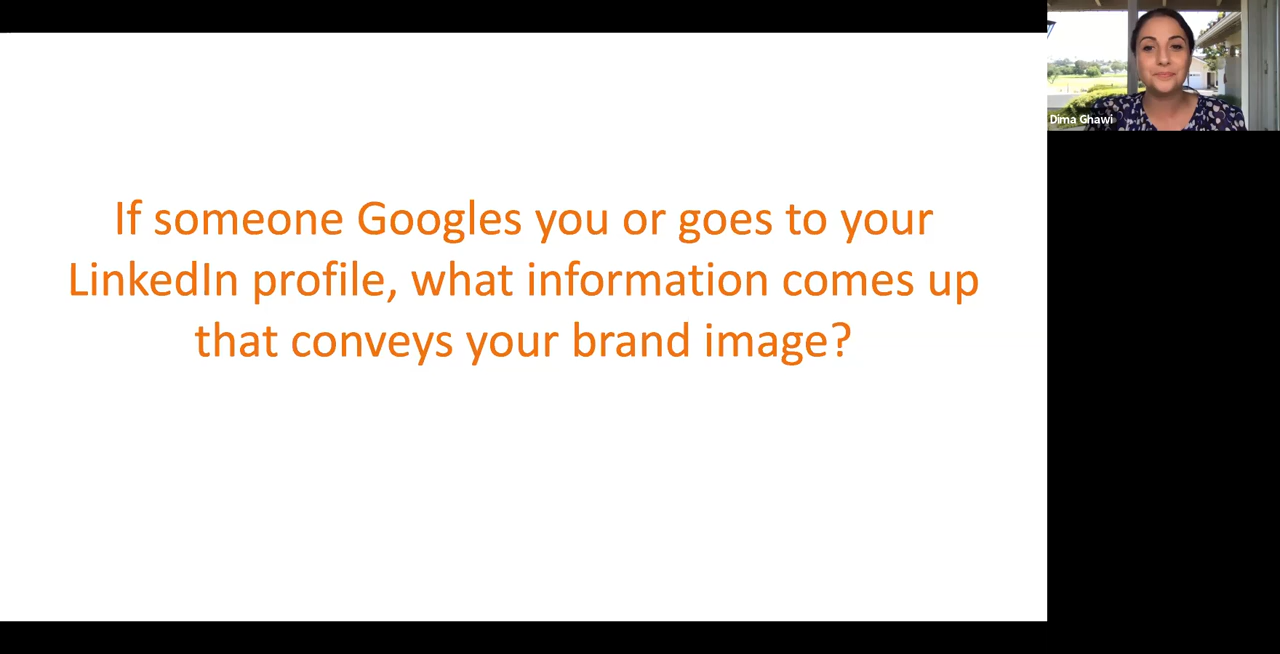 If someone Googles you or goes to your
LinkedIn profile, what information comes up
that conveys your brand image?
Dima Ghawi